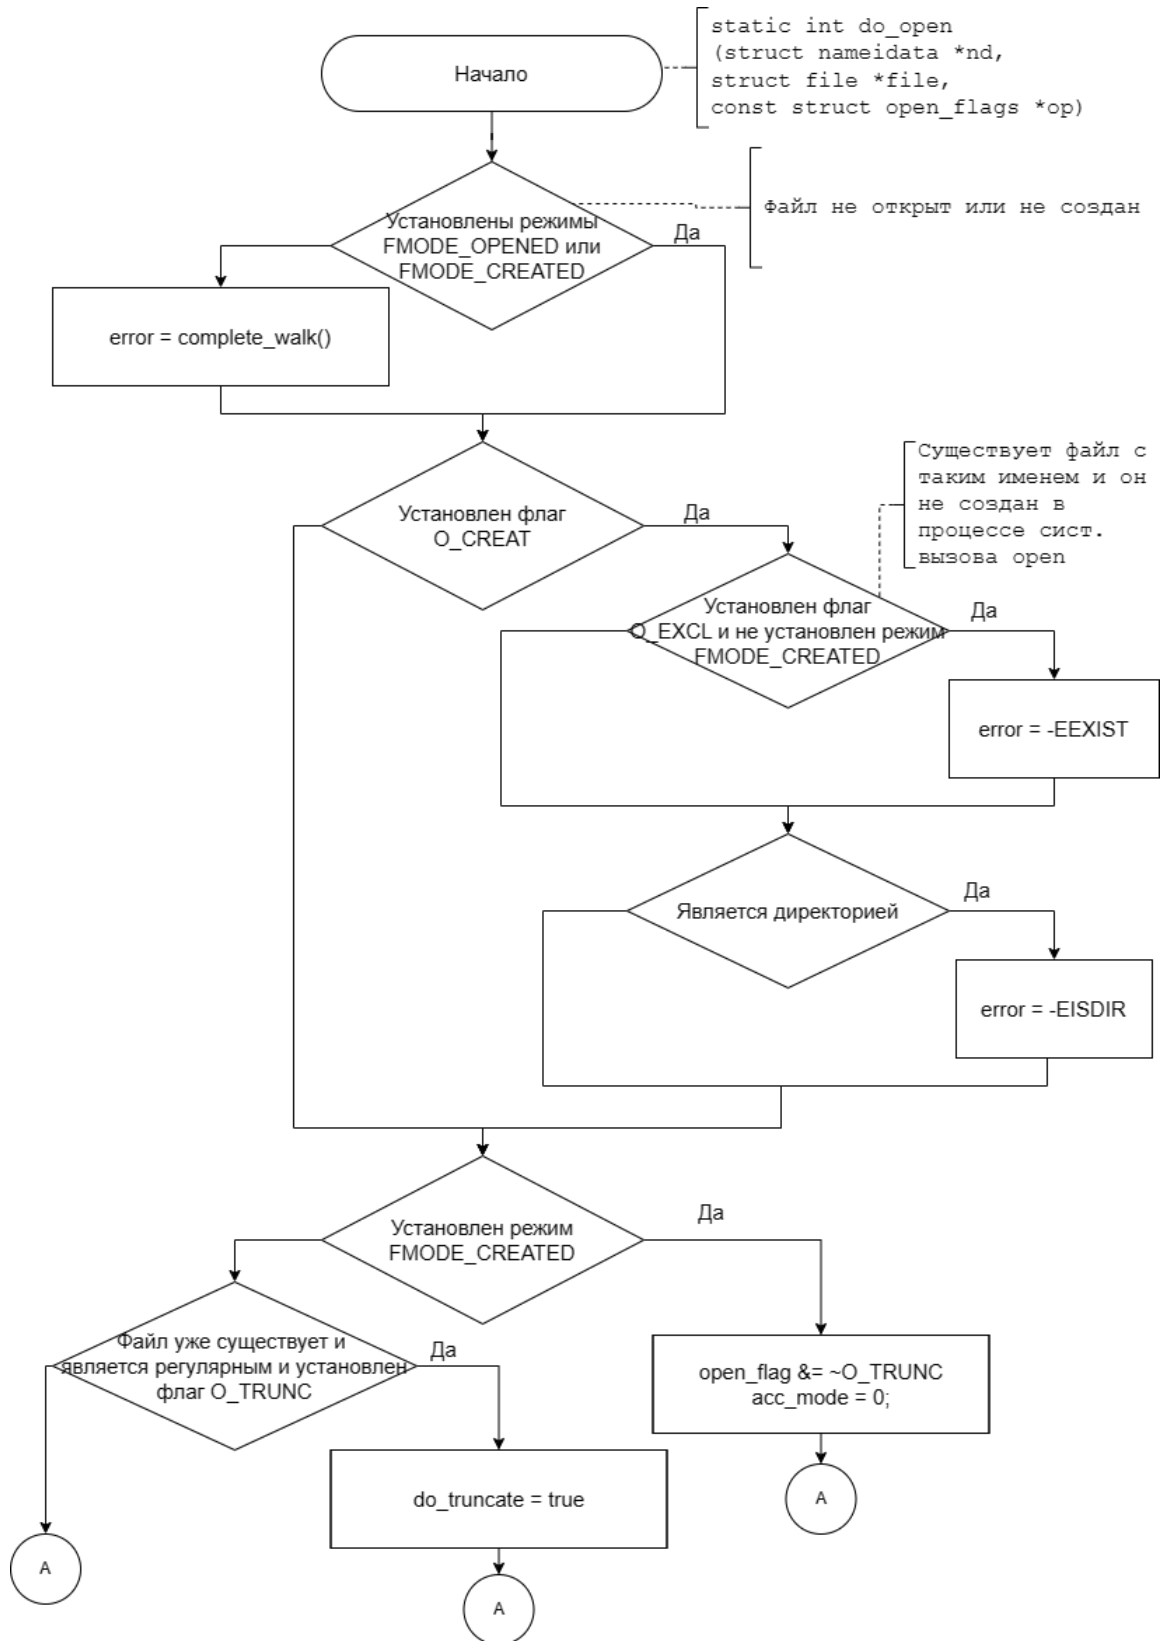 static int do_open
(struct nameidata *nd,
struct file *file,
const struct open_flags *op)
Начало
Файл не открыт или не создан
Установлены режимы
FMODE_OPENED или
FMODE_CREATED
Да
error = complete_walk()
Существует файл с
таким именем и он
не создан в
процессе сист.
вызова open
Установлен флаг
O_CREAT
Да
Установлен флаг
O_EXCL и не установлен режим
FMODE_CREATED
Да
error = -EEXIST
Является директорией
Да
error = -EISDIR
Установлен режим
FMODE_CREATED
Да
Файл уже существует и
является регулярным и установлен
флаг O_TRUNC
Да
open_flag &= ~O_TRUNC
acc_mode = 0;
do_truncate = true
A
A
A